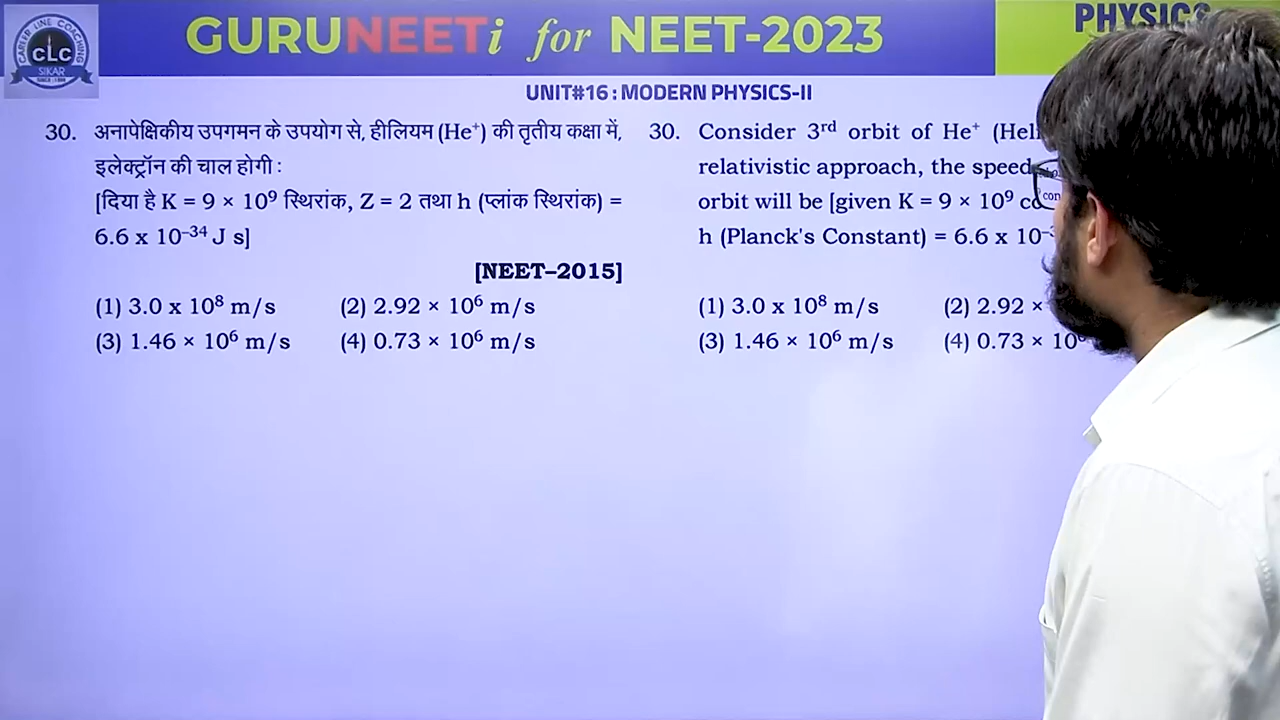 GURUNEETi for NEET-2023
PHYSICS
CAREER LINE COACHING
CLC
SIKAR
UNIT#16 : MODERN PHYSICS-II
30. अनापेक्षिकीय उपगमन के उपयोग से, हीलियम (He⁺) की तृतीय कक्षा में,
इलेक्ट्रॉन की चाल होगी :
[दिया है K = 9 × 10⁹ स्थिरांक, Z = 2 तथा h (प्लांक स्थिरांक) =
6.6 x 10⁻³⁴ J s]
[NEET–2015]
(1) 3.0 x 10⁸ m/s (2) 2.92 × 10⁶ m/s
(3) 1.46 × 10⁶ m/s (4) 0.73 × 10⁶ m/s
30. Consider 3ʳᵈ orbit of He⁺
relativistic approach, the speed
orbit will be [given K = 9 × 10⁹
h (Planck's Constant) = 6.6 x
(1) 3.0 x 10⁸ m/s (2) 2.92 ×
(3) 1.46 × 10⁶ m/s (4) 0.73 × 10⁶